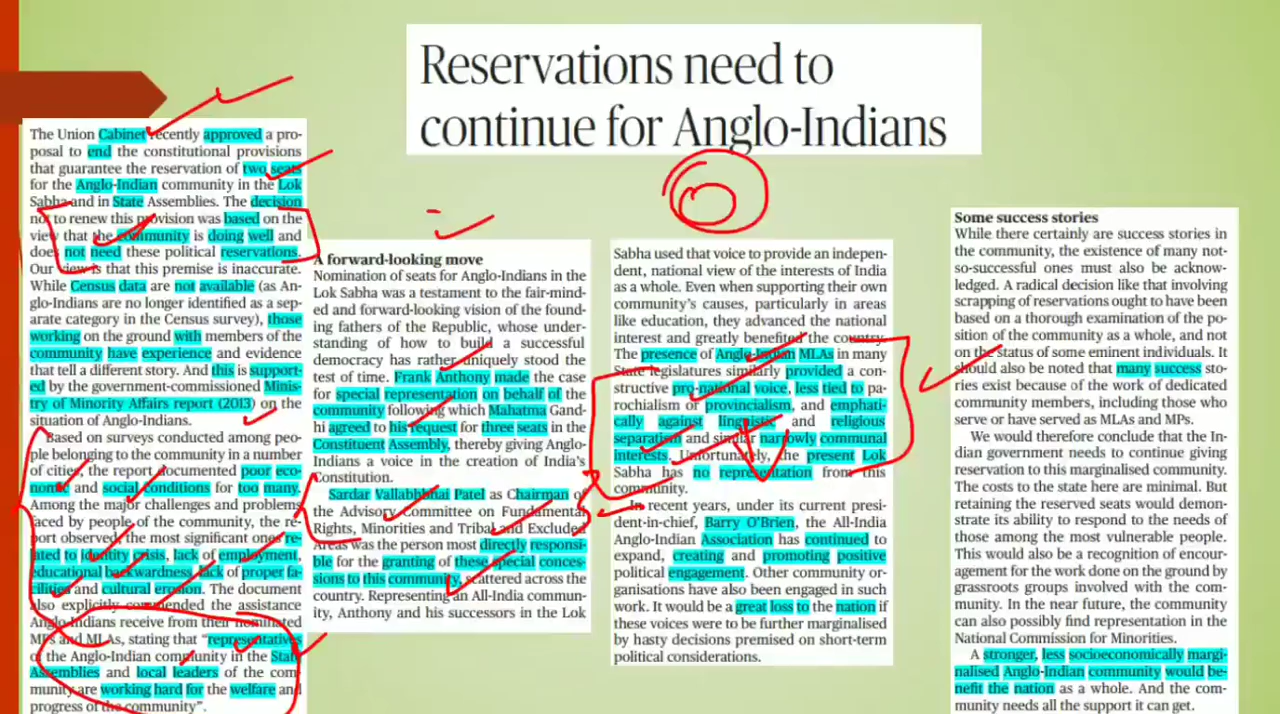 Reservations need to
continue for Anglo-Indians
The Union Cabinet recently approved a pro-
posal to end the constitutional provisions
that guarantee the reservation of two seats
for the Anglo-Indian community in the Lok
Sabha and in State Assemblies. The decision
not to renew this provision was based on the
view that the community is doing well and
does not need these political reservations.
Our view is that this premise is inaccurate.
While Census data are not available (as An-
glo-Indians are no longer identified as a sep-
arate category in the Census survey), those
working on the ground with members of the
community have experience and evidence
that tell a different story. And this is support-
ed by the government-commissioned Minis-
try of Minority Affairs report (2013) on the
situation of Anglo-Indians.
Based on surveys conducted among peo-
ple belonging to the community in a number
of cities, the report documented poor eco-
nomic and social conditions for too many.
Among the major challenges and problems
faced by people of the community, the re-
port observed, the most significant ones re-
lated to identity crisis, lack of employment,
educational backwardness, lack of proper fa-
cilities and cultural erosion. The document
also explicitly commended the assistance
Anglo-Indians receive from their nominated
MPs and MLAs, stating that “representatives
of the Anglo-Indian community in the State
Assemblies and local leaders of the com-
munity are working hard for the welfare and
progress of the community”.
A forward-looking move
Nomination of seats for Anglo-Indians in the
Lok Sabha was a testament to the fair-mind-
ed and forward-looking vision of the found-
ing fathers of the Republic, whose under-
standing of how to build a successful
democracy has rather uniquely stood the
test of time. Frank Anthony made the case
for special representation on behalf of the
community following which Mahatma Gand-
hi agreed to his request for three seats in the
Constituent Assembly, thereby giving Anglo-
Indians a voice in the creation of India’s
Constitution.
Sardar Vallabhbhai Patel as Chairman of
the Advisory Committee on Fundamental
Rights, Minorities and Tribal and Excluded
Areas was the person most directly responsi-
ble for the granting of these special conces-
sions to this community, scattered across the
country. Representing an All-India commun-
ity, Anthony and his successors in the Lok
Sabha used that voice to provide an indepen-
dent, national view of the interests of India
as a whole. Even when supporting their own
community’s causes, particularly in areas
like education, they advanced the national
interest and greatly benefited the country.
The presence of Anglo-Indian MLAs in many
State legislatures similarly provided a con-
structive pro-national voice, less tied to pa-
rochialism or provincialism, and emphati-
cally against linguistic and religious
separatism and similar narrowly communal
interests. Unfortunately, the present Lok
Sabha has no representation from this
community.
In recent years, under its current presi-
dent-in-chief, Barry O’Brien, the All-India
Anglo-Indian Association has continued to
expand, creating and promoting positive
political engagement. Other community or-
ganisations have also been engaged in such
work. It would be a great loss to the nation if
these voices were to be further marginalised
by hasty decisions premised on short-term
political considerations.
Some success stories
While there certainly are success stories in
the community, the existence of many not-
so-successful ones must also be acknow-
ledged. A radical decision like that involving
scrapping of reservations ought to have been
based on a thorough examination of the po-
sition of the community as a whole, and not
on the status of some eminent individuals. It
should also be noted that many success sto-
ries exist because of the work of dedicated
community members, including those who
serve or have served as MLAs and MPs.
We would therefore conclude that the In-
dian government needs to continue giving
reservation to this marginalised community.
The costs to the state here are minimal. But
retaining the reserved seats would demon-
strate its ability to respond to the needs of
those among the most vulnerable people.
This would also be a recognition of encour-
agement for the work done on the ground by
grassroots groups involved with the com-
munity. In the near future, the community
can also possibly find representation in the
National Commission for Minorities.
A stronger, less socioeconomically margi-
nalised Anglo-Indian community would be-
nefit the nation as a whole. And the com-
munity needs all the support it can get.